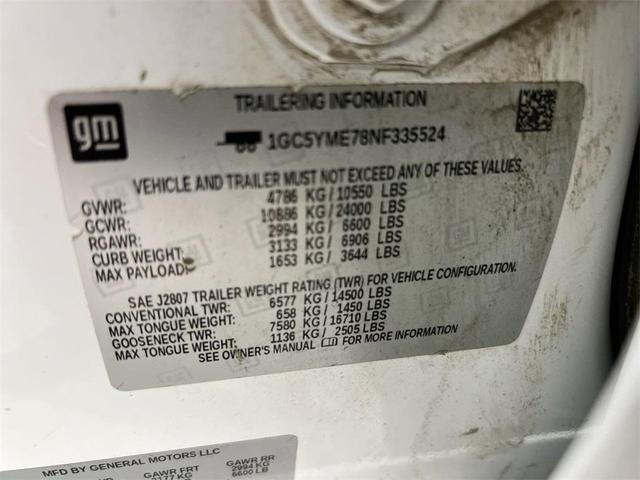 gm
TRAILERING INFORMATION
1GC5YME78NF335524
VEHICLE AND TRAILER MUST NOT EXCEED ANY OF THESE VALUES.
GVWR: 4786 KG/10550 LBS
GCWR: 10886 KG/24000 LBS
RGAWR: 2994 KG/ 6600 LBS
CURB WEIGHT: 3133 KG/ 6906 LBS
MAX PAYLOAD: 1653 KG/ 3644 LBS
SAE J2807 TRAILER WEIGHT RATING (TWR) FOR VEHICLE CONFIGURATION.
CONVENTIONAL TWR: 6577 KG/14500 LBS
MAX TONGUE WEIGHT: 658 KG/ 1450 LBS
GOOSENECK TWR: 7580 KG/16710 LBS
MAX TONGUE WEIGHT: 1136 KG/ 2505 LBS
SEE OWNER'S MANUAL FOR MORE INFORMATION
MFD BY GENERAL MOTORS LLC
GAWR FRT GAWR RR
2994 KG
6600 LB